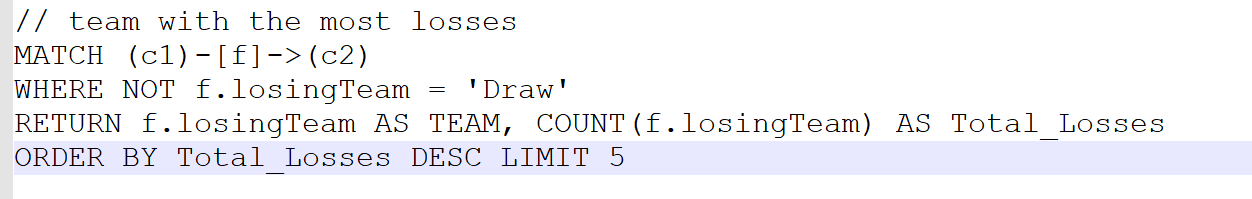 // team with the most losses
MATCH (c1)-[f]->(c2)
WHERE NOT f.losingTeam = 'Draw'
RETURN f.losingTeam AS TEAM, COUNT(f.losingTeam) AS Total_Losses
ORDER BY Total_Losses DESC LIMIT 5